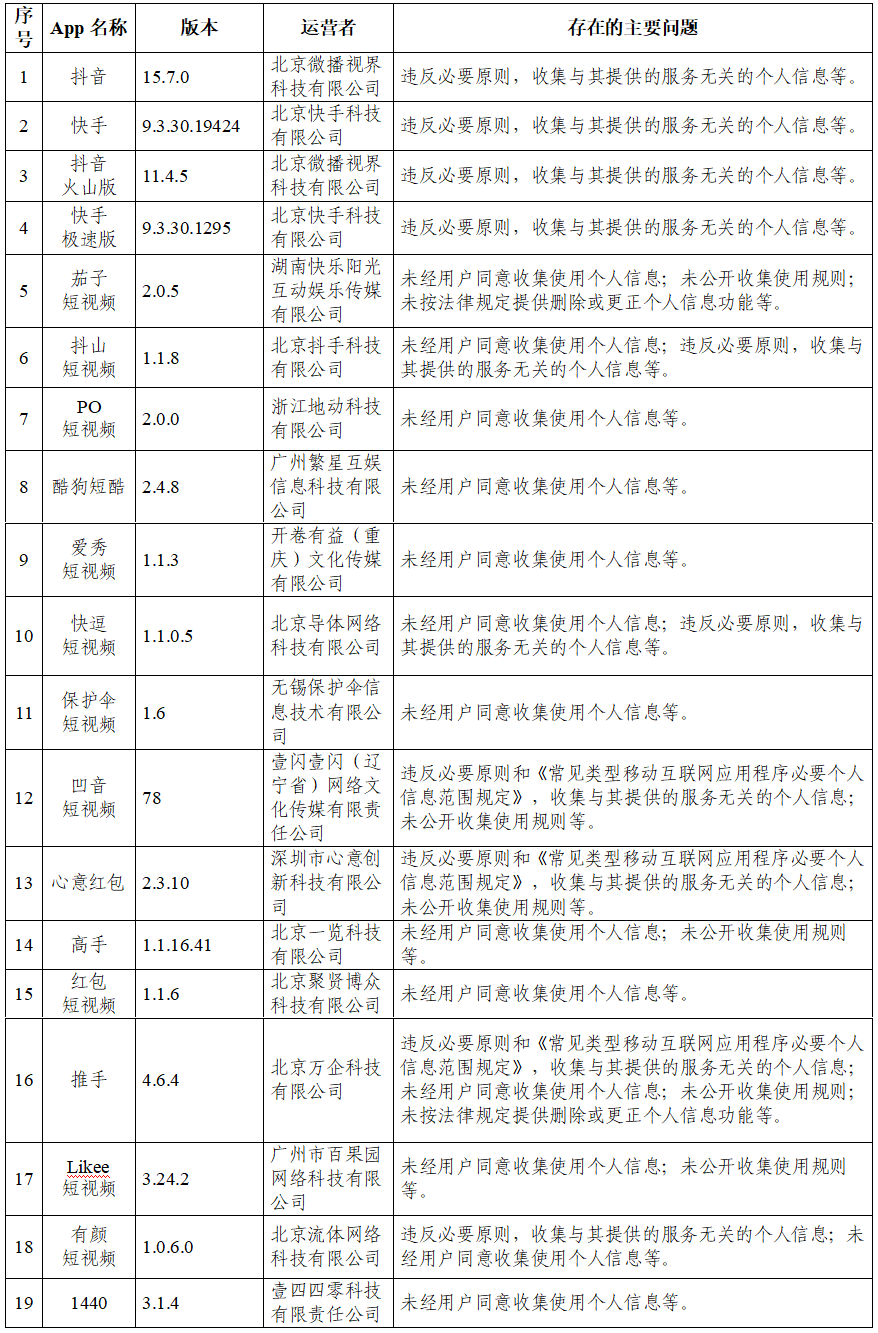 序号 App 名称 版本 运营者 存在的主要问题
1 抖音 15.7.0 北京微播视界
科技有限公司 违反必要原则，收集与其提供的服务无关的个人信息等。
2 快手 9.3.30.19424 北京快手科技
有限公司 违反必要原则，收集与其提供的服务无关的个人信息等。
3 抖音
火山版 11.4.5 北京微播视界
科技有限公司 违反必要原则，收集与其提供的服务无关的个人信息等。
4 快手
极速版 9.3.30.1295 北京快手科技
有限公司 违反必要原则，收集与其提供的服务无关的个人信息等。
5 茄子
短视频 2.0.5 湖南快乐阳光
互动娱乐传媒
有限公司 未经用户同意收集使用个人信息；未公开收集使用规则；
未按法律规定提供删除或更正个人信息功能等。
6 抖山
短视频 1.1.8 北京抖手科技
有限公司 未经用户同意收集使用个人信息；违反必要原则，收集与
其提供的服务无关的个人信息等。
7 PO
短视频 2.0.0 浙江地动科技
有限公司 未经用户同意收集使用个人信息等。
8 酷狗短酷 2.4.8 广州繁星互娱
信息科技有限
公司 未经用户同意收集使用个人信息等。
9 爱秀
短视频 1.1.3 开卷有益（重
庆）文化传媒
有限公司 未经用户同意收集使用个人信息等。
10 快逗
短视频 1.1.0.5 北京导体网络
科技有限公司 未经用户同意收集使用个人信息；违反必要原则，收集与
其提供的服务无关的个人信息等。
11 保护伞
短视频 1.6 无锡保护伞信
息技术有限公
司 未经用户同意收集使用个人信息等。
12 凹音
短视频 78 壹闪壹闪（辽
宁省）网络文
化传媒有限责
任公司 违反必要原则和《常见类型移动互联网应用程序必要个人
信息范围规定》，收集与其提供的服务无关的个人信息；
未公开收集使用规则等。
13 心意红包 2.3.10 深圳市心意创
新科技有限公
司 违反必要原则和《常见类型移动互联网应用程序必要个人
信息范围规定》，收集与其提供的服务无关的个人信息；
未公开收集使用规则等。
14 高手 1.1.16.41 北京一览科技
有限公司 未经用户同意收集使用个人信息；未公开收集使用规则
等。
15 红包
短视频 1.1.6 北京聚贤博众
科技有限公司 未经用户同意收集使用个人信息等。
16 推手 4.6.4 北京万企科技
有限公司 违反必要原则和《常见类型移动互联网应用程序必要个人
信息范围规定》，收集与其提供的服务无关的个人信息；
未经用户同意收集使用个人信息；未公开收集使用规则；
未按法律规定提供删除或更正个人信息功能等。
17 Likee
短视频 3.24.2 广州市百果园
网络科技有限
公司 未经用户同意收集使用个人信息；未公开收集使用规则
等。
18 有颜
短视频 1.0.6.0 北京流体网络
科技有限公司 违反必要原则，收集与其提供的服务无关的个人信息；未
经用户同意收集使用个人信息等。
19 1440 3.1.4 壹四四零科技
有限责任公司 未经用户同意收集使用个人信息等。